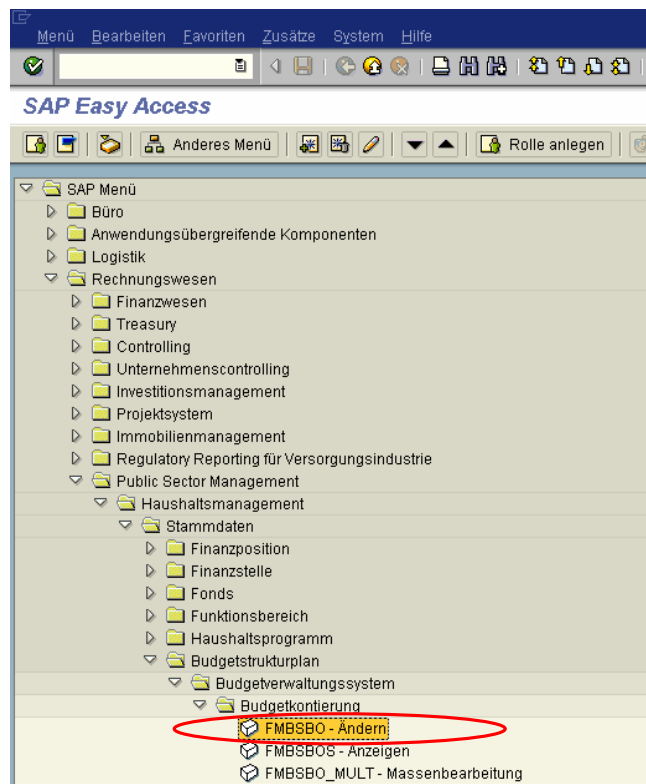 Menü Bearbeiten Favoriten Zusätze System Hilfe
SAP Easy Access
Anderes Menü Rolle anlegen
SAP Menü
Büro
Anwendungsübergreifende Komponenten
Logistik
Rechnungswesen
Finanzwesen
Treasury
Controlling
Unternehmenscontrolling
Investitionsmanagement
Projektsystem
Immobilienmanagement
Regulatory Reporting für Versorgungsindustrie
Public Sector Management
Haushaltsmanagement
Stammdaten
Finanzposition
Finanzstelle
Fonds
Funktionsbereich
Haushaltsprogramm
Budgetstrukturplan
Budgetverwaltungssystem
Budgetkontierung
FMBSBO - Ändern
FMBSBOS - Anzeigen
FMBSBO_MULT - Massenbearbeitung